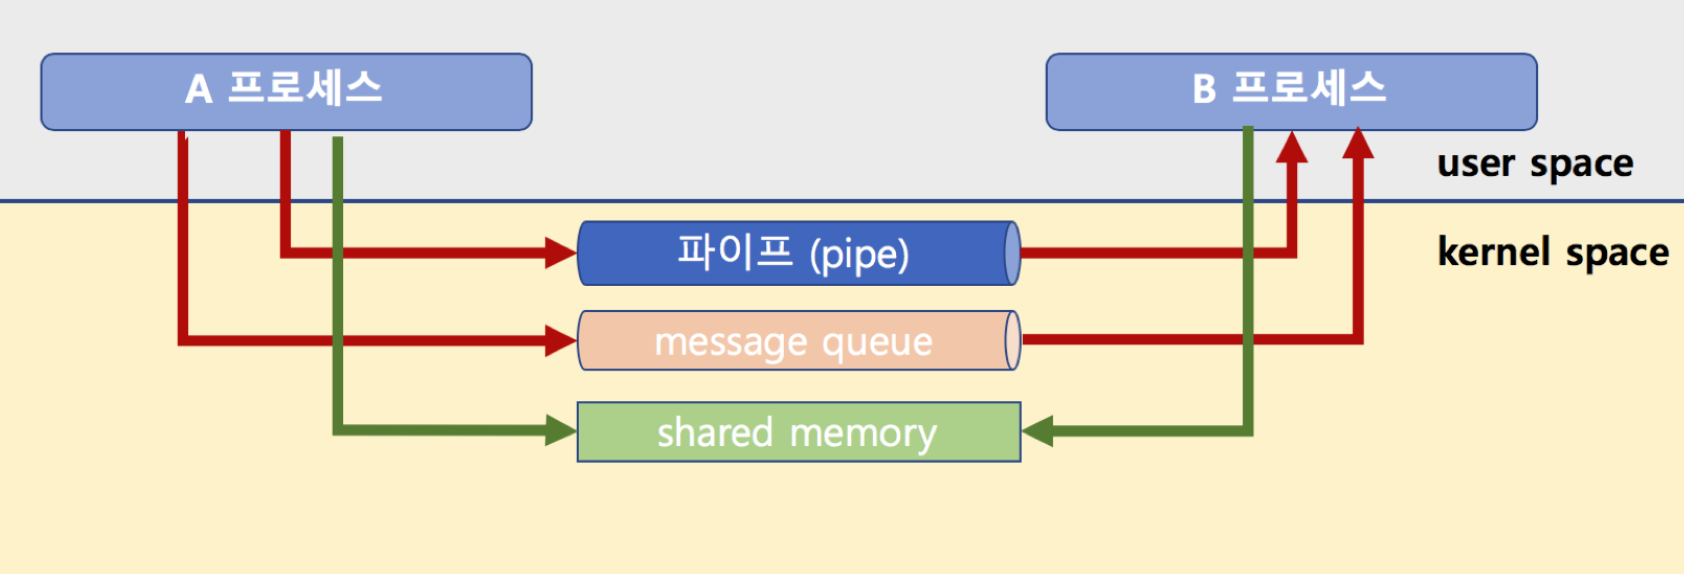 A 프로세스
B 프로세스
user space
파이프 (pipe)
kernel space
message queue
shared memory